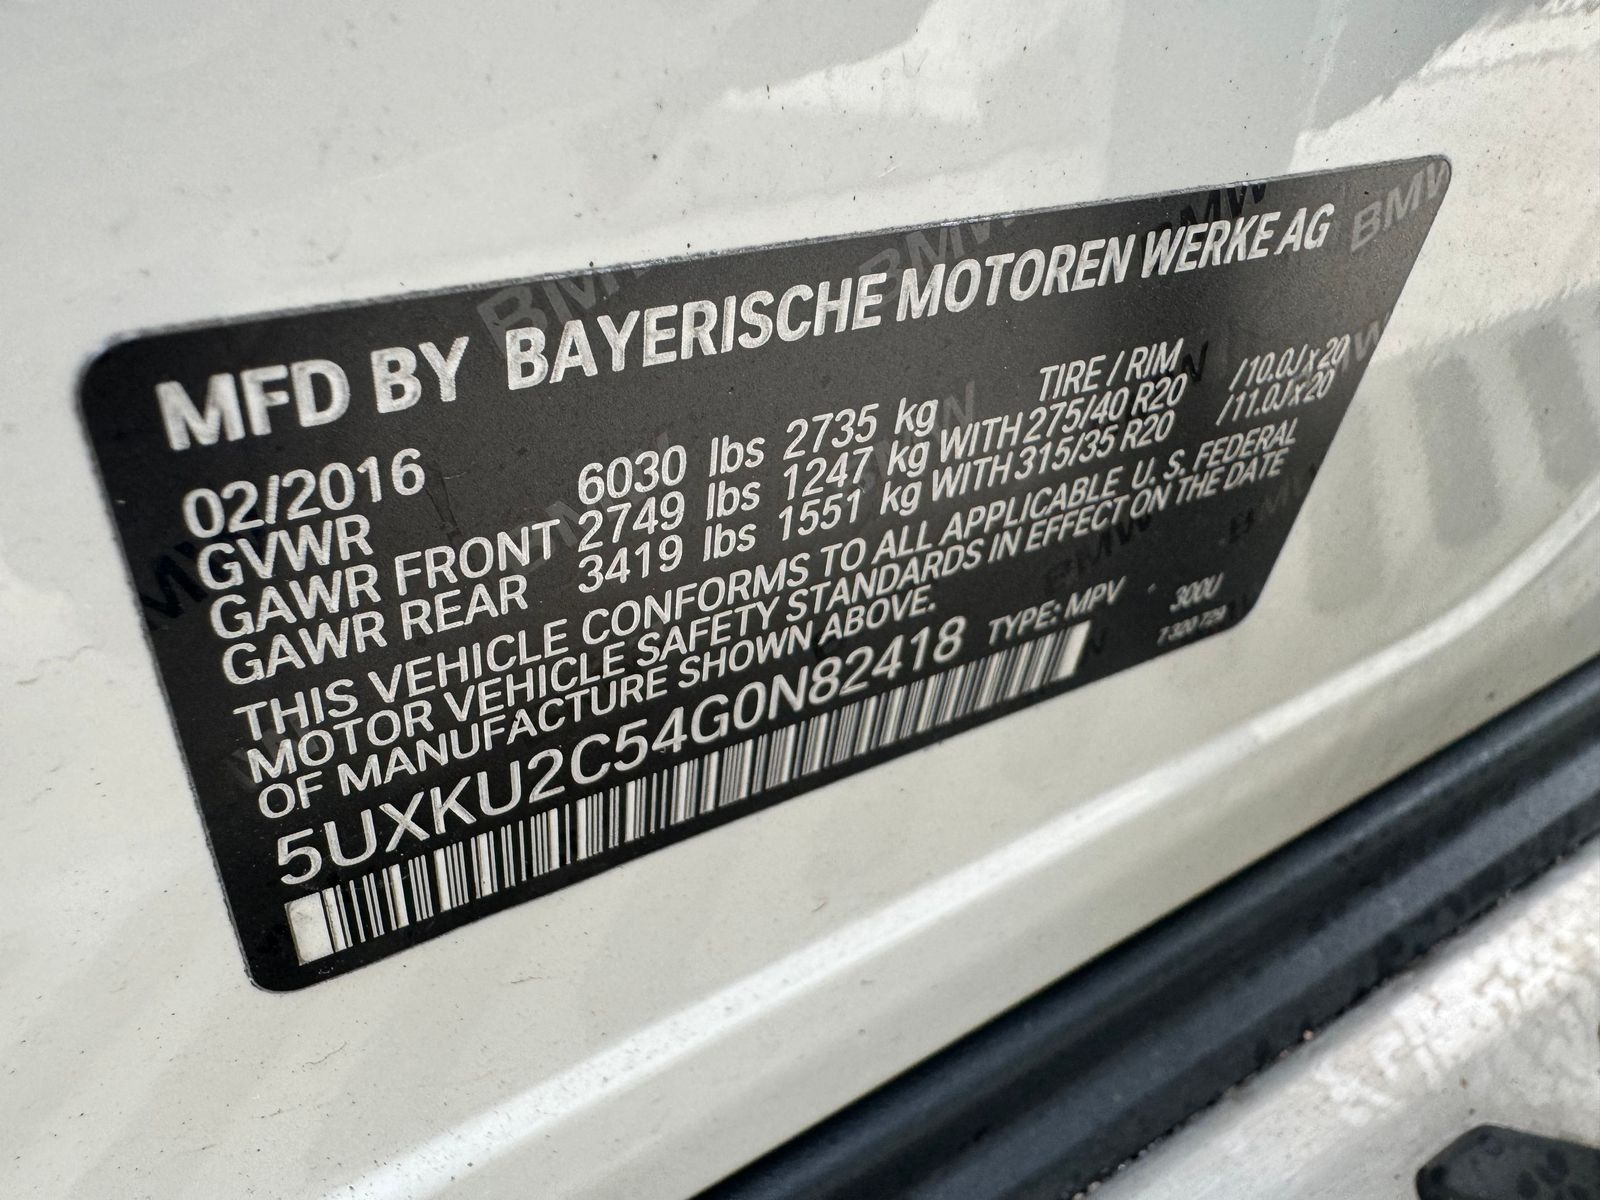 MFD BY BAYERISCHE MOTOREN WERKE AG
02/2016 TIRE / RIM
GVWR 6030 lbs 2735 kg
GAWR FRONT 2749 lbs 1247 kg WITH 275/40 R20 /10.0J x 20
GAWR REAR 3419 lbs 1551 kg WITH 315/35 R20 /11.0J x 20
THIS VEHICLE CONFORMS TO ALL APPLICABLE U. S. FEDERAL
MOTOR VEHICLE SAFETY STANDARDS IN EFFECT ON THE DATE
OF MANUFACTURE SHOWN ABOVE.
5UXKU2C54G0N82418 TYPE: MPV 300U